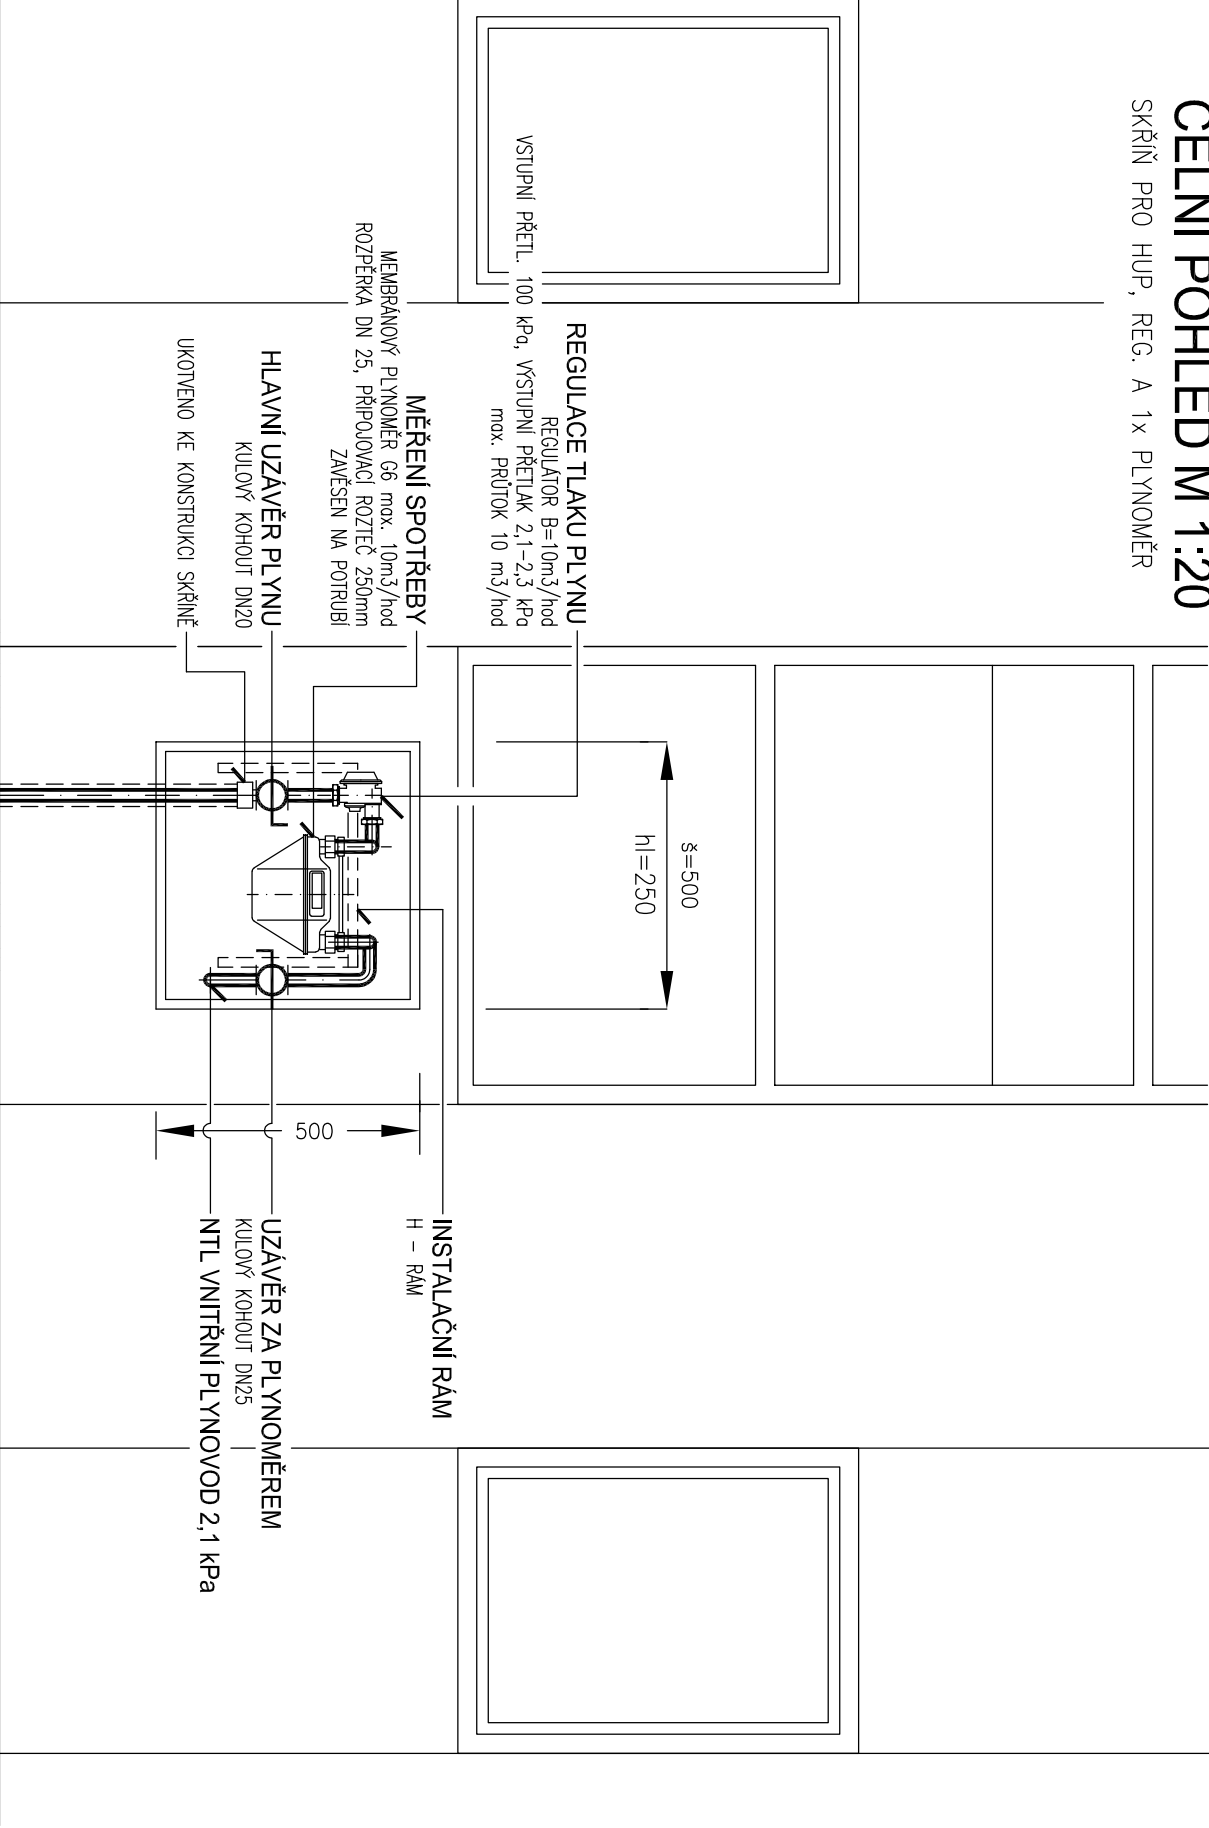 ČELNÍ POHLED M 1:20
SKŘÍŇ PRO HUP, REG. A 1x PLYNOMĚR
š=500
hl=250
REGULACE TLAKU PLYNU
REGULÁTOR B=10m3/hod
VSTUPNÍ PŘETL. 100 kPa, VÝSTUPNÍ PŘETLAK 2,1-2,3 kPa
max. PRŮTOK 10 m3/hod
MĚŘENÍ SPOTŘEBY
MEMBRÁNOVÝ PLYNOMĚR G6 max. 10m3/hod
ROZPĚRKA DN 25, PŘIPOJOVACÍ ROZTEČ 250mm
ZAVĚŠEN NA POTRUBÍ
HLAVNÍ UZÁVĚR PLYNU
KULOVÝ KOHOUT DN20
UKOTVENO KE KONSTRUKCI SKŘÍNĚ
500
INSTALAČNÍ RÁM
H - RÁM
UZÁVĚR ZA PLYNOMĚREM
KULOVÝ KOHOUT DN25
NTL VNITŘNÍ PLYNOVOD 2,1 kPa